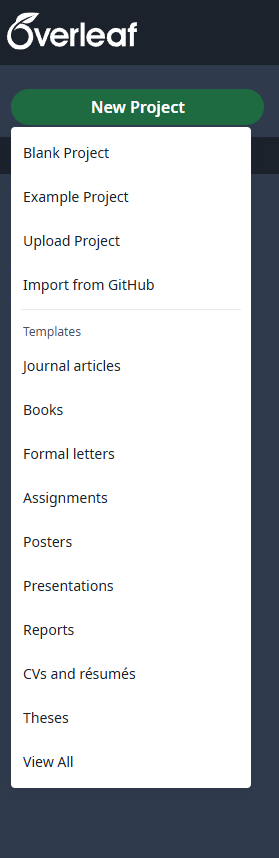 Overleaf
New Project
Blank Project
Example Project
Upload Project
Import from GitHub
Templates
Journal articles
Books
Formal letters
Assignments
Posters
Presentations
Reports
CVs and résumés
Theses
View All